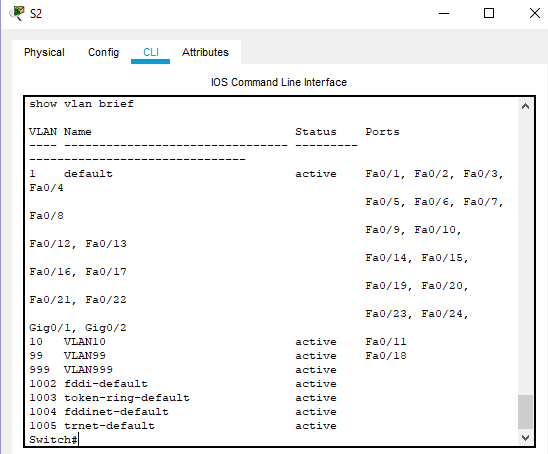 S2
Physical Config CLI Attributes
IOS Command Line Interface
show vlan brief
VLAN Name Status Ports
---- -------------------------------- --------- 
-------------------------------
1 default active Fa0/1, Fa0/2, Fa0/3,
Fa0/4
Fa0/5, Fa0/6, Fa0/7,
Fa0/8
Fa0/9, Fa0/10,
Fa0/12, Fa0/13
Fa0/14, Fa0/15,
Fa0/16, Fa0/17
Fa0/19, Fa0/20,
Fa0/21, Fa0/22
Fa0/23, Fa0/24,
Gig0/1, Gig0/2
10 VLAN10 active Fa0/11
99 VLAN99 active Fa0/18
999 VLAN999 active
1002 fddi-default active
1003 token-ring-default active
1004 fddinet-default active
1005 trnet-default active
Switch#